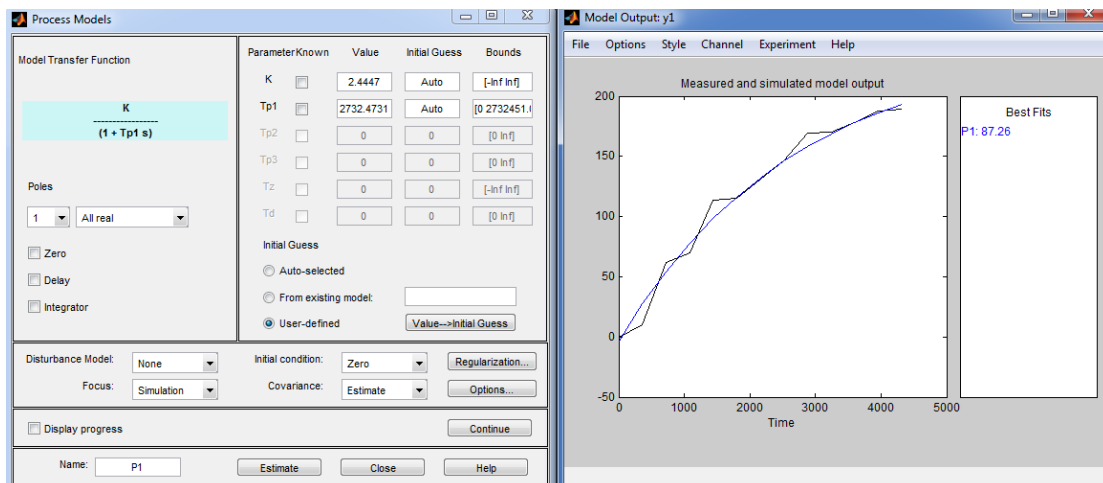 Process Models
Model Transfer Function
K
-----------------
(1 + Tp1 s)
Poles
1 All real
Zero
Delay
Integrator
Parameter Known Value Initial Guess Bounds
K 2.4447 Auto [-Inf Inf]
Tp1 2732.4731 Auto [0 2732451.
Tp2 0 0 [0 Inf]
Tp3 0 0 [0 Inf]
Tz 0 0 [-Inf Inf]
Td 0 0 [0 Inf]
Initial Guess
Auto-selected
From existing model:
User-defined Value-->Initial Guess
Disturbance Model: None Initial condition: Zero Regularization...
Focus: Simulation Covariance: Estimate Options...
Display progress Continue
Name: P1 Estimate Close Help
Model Output: y1
File Options Style Channel Experiment Help
Measured and simulated model output
200
150
100
50
0
-50
0 1000 2000 3000 4000 5000
Time
Best Fits
P1: 87.26